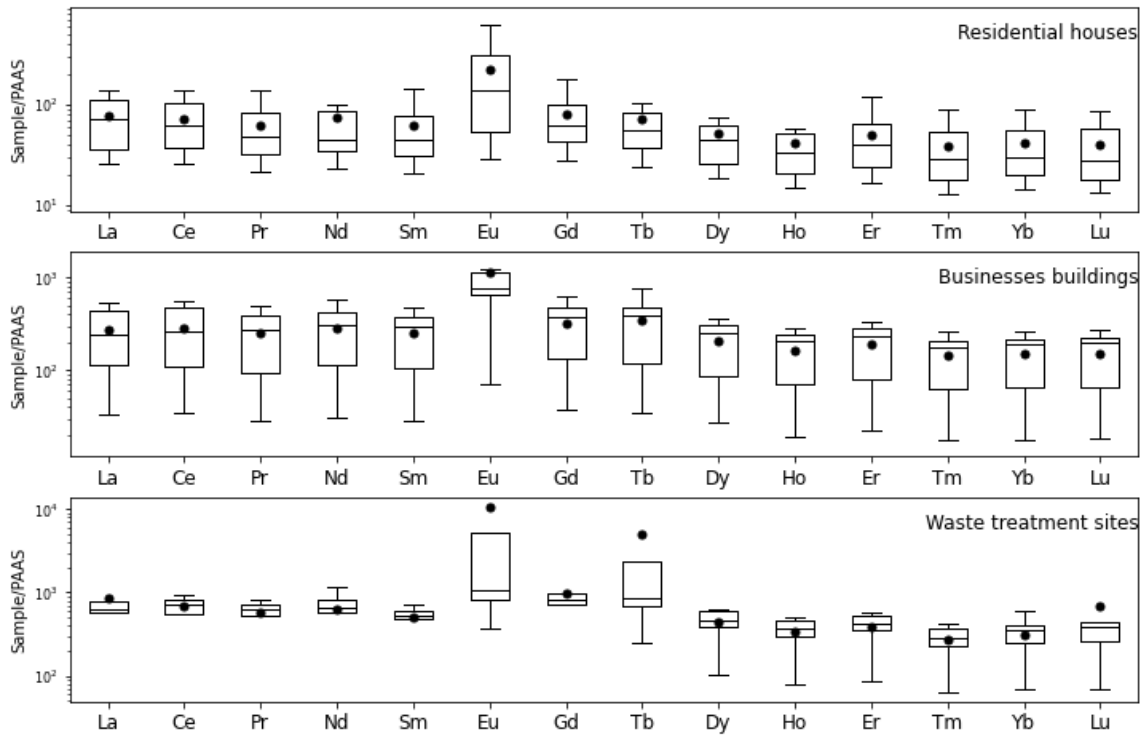 Residential houses
Sample/PAAS
10²
10¹
La Ce Pr Nd Sm Eu Gd Tb Dy Ho Er Tm Yb Lu
Businesses buildings
Sample/PAAS
10³
10²
La Ce Pr Nd Sm Eu Gd Tb Dy Ho Er Tm Yb Lu
Waste treatment sites
Sample/PAAS
10⁴
10³
10²
La Ce Pr Nd Sm Eu Gd Tb Dy Ho Er Tm Yb Lu